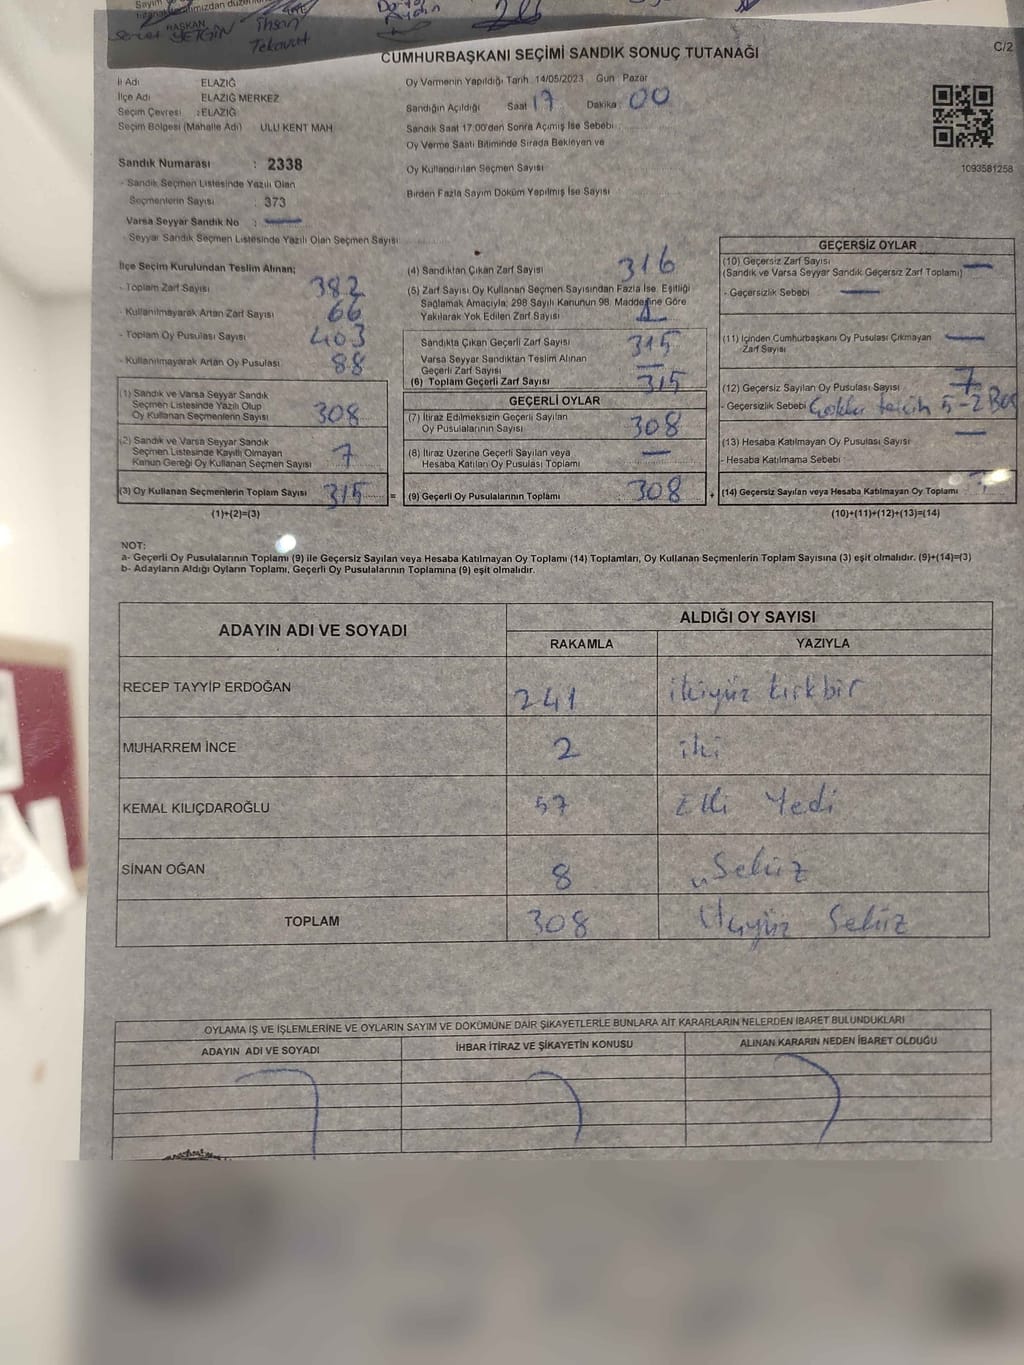 BAŞKAN
YETGİN
İhsan
Tekavut
CUMHURBAŞKANI SEÇİMİ SANDIK SONUÇ TUTANAĞI
C/2
İl Adı ELAZIĞ
İlçe Adı ELAZIĞ MERKEZ
Seçim Çevresi : ELAZIĞ
Seçim Bölgesi (Mahalle Adı) ULU KENT MAH
Oy Vermenin Yapıldığı Tarih 14/05/2023 Gün : Pazar
Sandığın Açıldığı Saat 17 Dakika : 00
Sandık Saat 17:00'den Sonra Açımış İse Sebebi
Oy Verme Saati Bitiminde Sırada Bekleyen ve
Oy Kullandırılan Seçmen Sayısı
Birden Fazla Sayım Döküm Yapılmış İse Sayısı
1093581258
Sandık Numarası : 2338
- Sandık Seçmen Listesinde Yazılı Olan
Seçmenlerin Sayısı : 373
Varsa Seyyar Sandık No : —
- Seyyar Sandık Seçmen Listesinde Yazılı Olan Seçmen Sayısı
İlçe Seçim Kurulundan Teslim Alınan;
- Toplam Zarf Sayısı 382
- Kullanılmayarak Artan Zarf Sayısı 66
- Toplam Oy Pusulası Sayısı 403
- Kullanılmayarak Artan Oy Pusulası 88
(1) Sandık ve Varsa Seyyar Sandık
Seçmen Listesinde Yazılı Olup
Oy Kullanan Seçmenlerin Sayısı 308
(2) Sandık ve Varsa Seyyar Sandık
Seçmen Listesinde Kayıtlı Olmayan
Kanun Gereği Oy Kullanan Seçmen Sayısı 7
(3) Oy Kullanan Seçmenlerin Toplam Sayısı 315 =
(1)+(2)=(3)
(4) Sandıktan Çıkan Zarf Sayısı 316
(5) Zarf Sayısı Oy Kullanan Seçmen Sayısından Fazla İse, Eşitliği
Sağlamak Amacıyla; 298 Sayılı Kanunun 98. Maddesine Göre
Yakılarak Yok Edilen Zarf Sayısı 1
Sandıkta Çıkan Geçerli Zarf Sayısı 315
Varsa Seyyar Sandıktan Teslim Alınan
Geçerli Zarf Sayısı —
(6) Toplam Geçerli Zarf Sayısı 315
GEÇERLİ OYLAR
(7) İtiraz Edilmeksizin Geçerli Sayılan
Oy Pusulalarının Sayısı 308
(8) İtiraz Üzerine Geçerli Sayılan veya
Hesaba Katılan Oy Pusulası Toplamı —
(9) Geçerli Oy Pusulalarının Toplamı 308 +
GEÇERSİZ OYLAR
(10) Geçersiz Zarf Sayısı —
(Sandık ve Varsa Seyyar Sandık Geçersiz Zarf Toplamı)
- Geçersizlik Sebebi —
(11) İçinden Cumhurbaşkanı Oy Pusulası Çıkmayan
Zarf Sayısı —
(12) Geçersiz Sayılan Oy Pusulası Sayısı 7
- Geçersizlik Sebebi 5-2 Boş
(13) Hesaba Katılmayan Oy Pusulası Sayısı —
- Hesaba Katılmama Sebebi
(14) Geçersiz Sayılan veya Hesaba Katılmayan Oy Toplamı
(10)+(11)+(12)+(13)=(14)
NOT:
a- Geçerli Oy Pusulalarının Toplamı (9) ile Geçersiz Sayılan veya Hesaba Katılmayan Oy Toplamı (14) Toplamları, Oy Kullanan Seçmenlerin Toplam Sayısına (3) eşit olmalıdır. (9)+(14)=(3)
b- Adayların Aldığı Oyların Toplamı, Geçerli Oy Pusulalarının Toplamına (9) eşit olmalıdır.
ADAYIN ADI VE SOYADI
ALDIĞI OY SAYISI
RAKAMLA YAZIYLA
RECEP TAYYİP ERDOĞAN 241 ikiyüz kırkbir
MUHARREM İNCE 2 iki
KEMAL KILIÇDAROĞLU 57 Elli Yedi
SİNAN OĞAN 8 Sekiz
TOPLAM 308 Üçyüz Sekiz
OYLAMA İŞ VE İŞLEMLERİNE VE OYLARIN SAYIM VE DÖKÜMÜNE DAİR ŞİKAYETLERLE BUNLARA AİT KARARLARIN NELERDEN İBARET BULUNDUKLARI
ADAYIN ADI VE SOYADI İHBAR İTİRAZ VE ŞİKAYETİN KONUSU ALINAN KARARIN NEDEN İBARET OLDUĞU